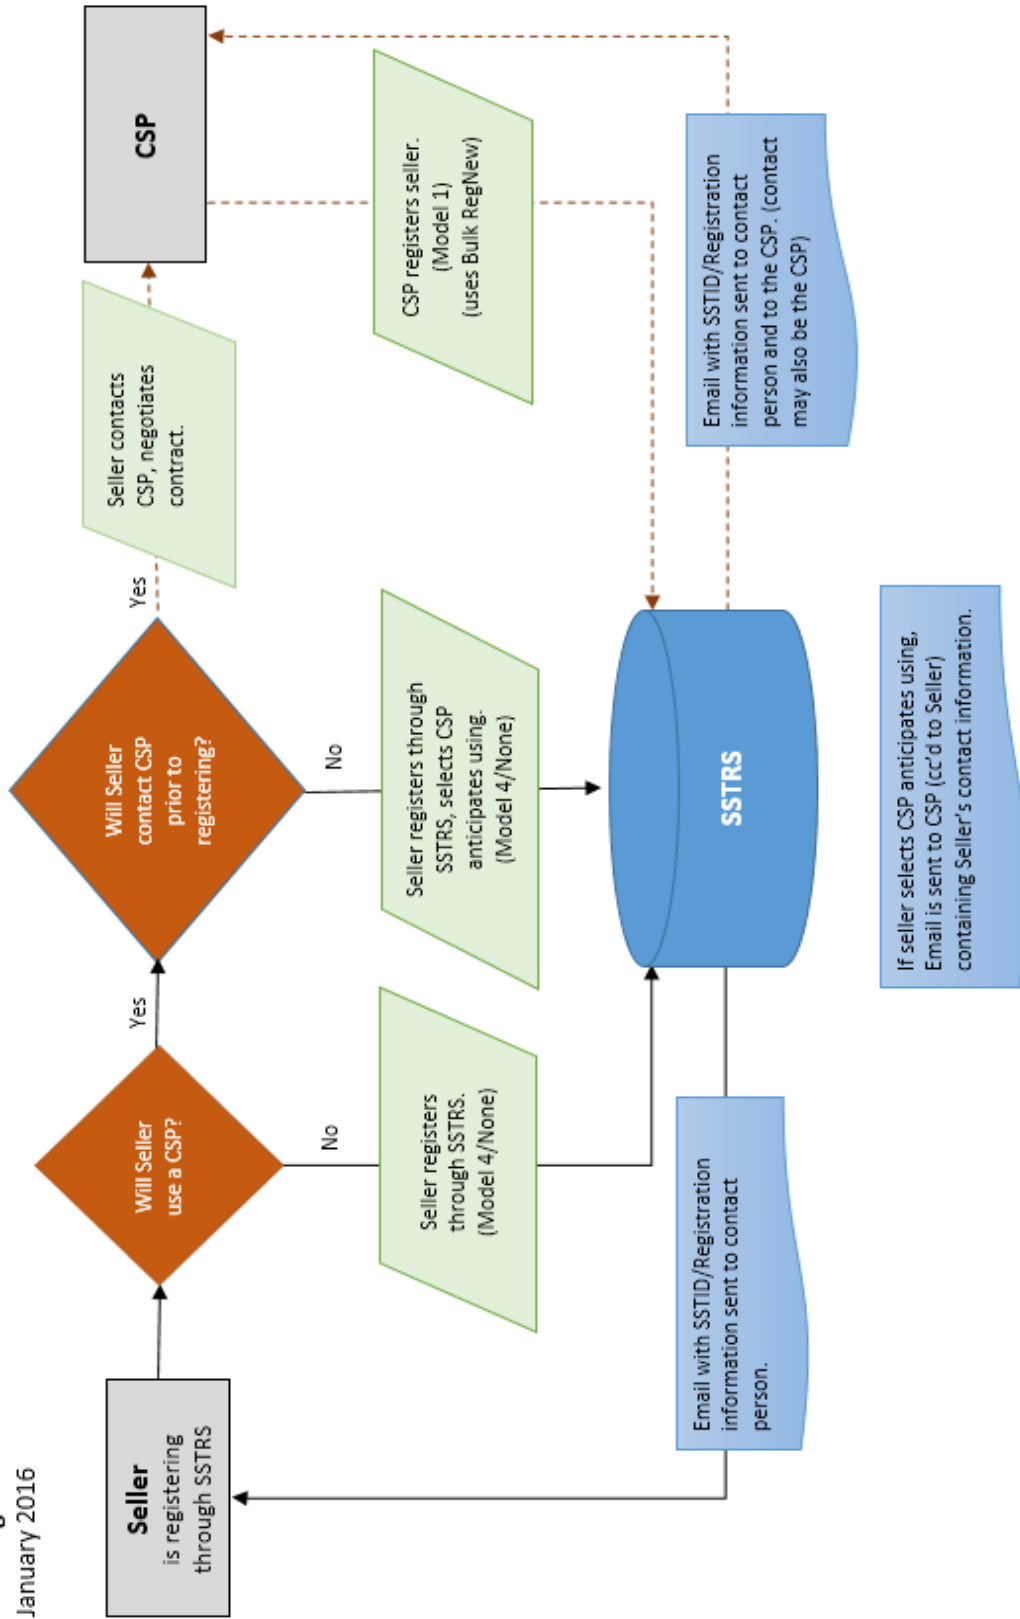 January 2016
Seller
is registering
through SSTRS
Will Seller
use a CSP?
Yes
No
Will Seller
contact CSP
prior to
registering?
Yes
No
Seller contacts
CSP, negotiates
contract.
CSP
Seller registers
through SSTRS.
(Model 4/None)
Seller registers through
SSTRS, selects CSP
anticipates using.
(Model 4/None)
CSP registers seller.
(Model 1)
(uses Bulk RegNew)
SSTRS
Email with SSTID/Registration
information sent to contact
person.
Email with SSTID/Registration
information sent to contact
person and to the CSP. (contact
may also be the CSP)
If seller selects CSP anticipates using,
Email is sent to CSP (cc'd to Seller)
containing Seller's contact information.